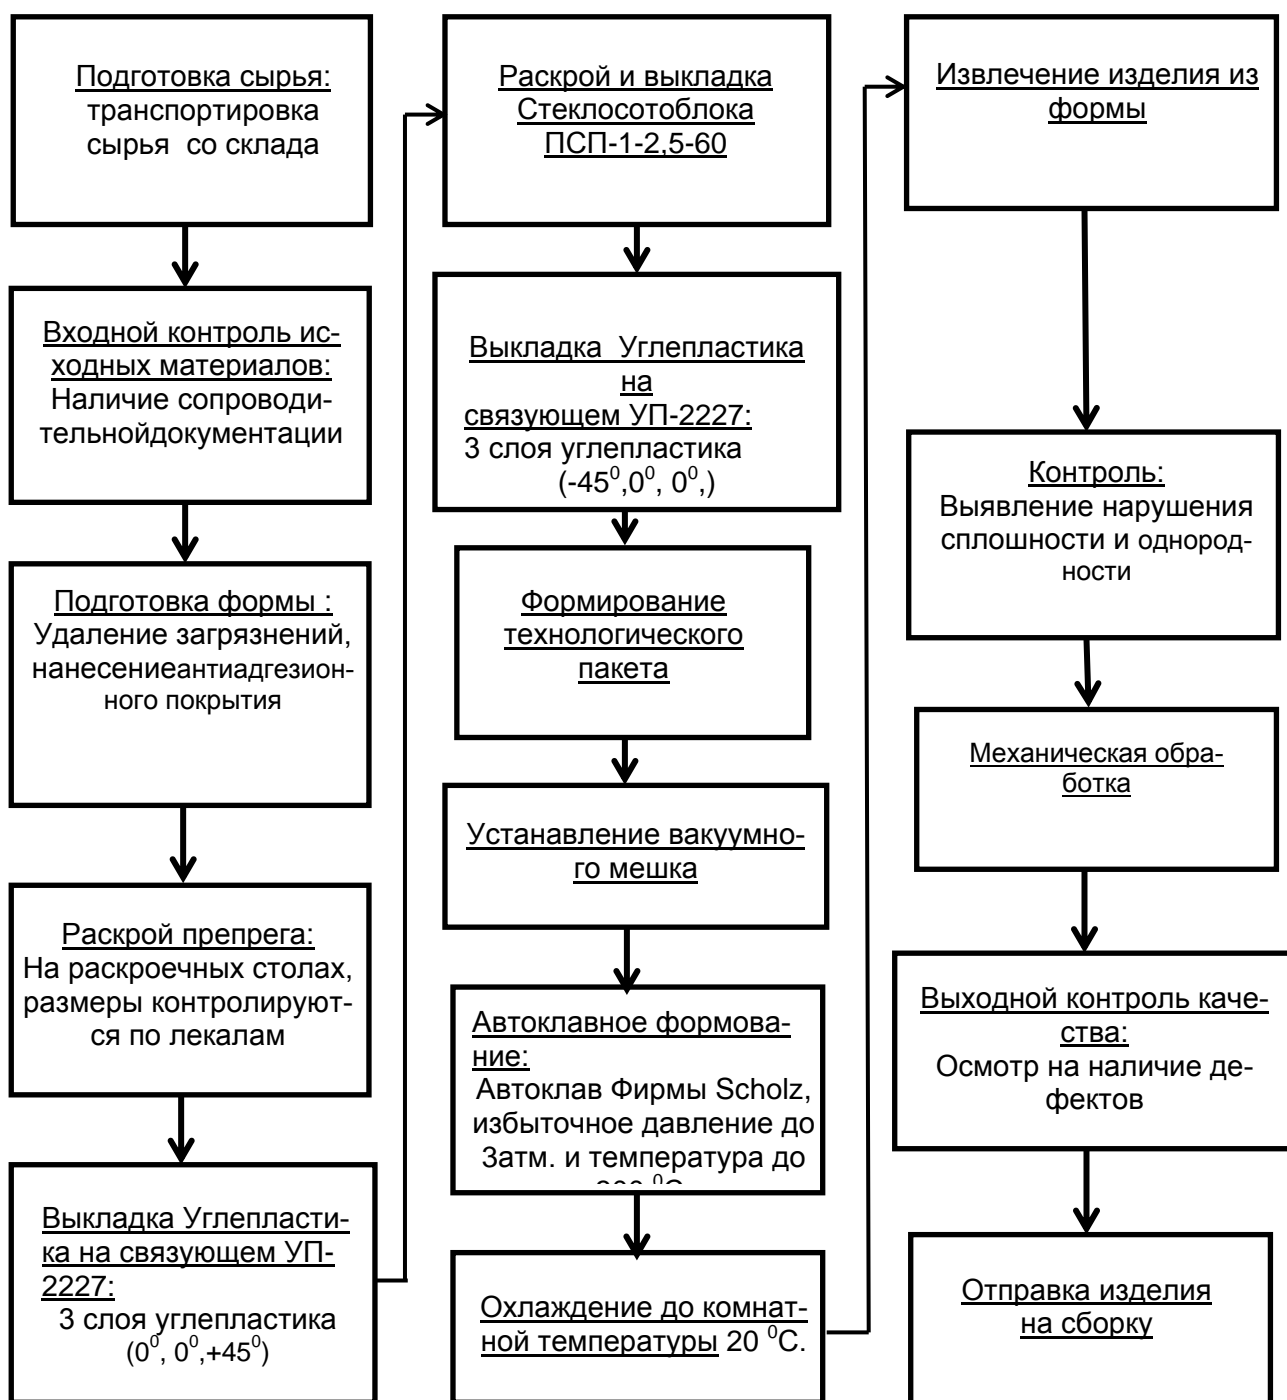 Подготовка сырья:
транспортировка
сырья со склада
Входной контроль ис-
ходных материалов:
Наличие сопроводи-
тельнойдокументации
Подготовка формы :
Удаление загрязнений,
нанесениеантиадгезион-
ного покрытия
Раскрой препрега:
На раскроечных столах,
размеры контролируют-
ся по лекалам
Выкладка Углепласти-
ка на связующем УП-
2227:
3 слоя углепластика
(0⁰, 0⁰,+45⁰)
Раскрой и выкладка
Стеклосотоблока
ПСП-1-2,5-60
Выкладка Углепластика
на
связующем УП-2227:
3 слоя углепластика
(-45⁰,0⁰, 0⁰,)
Формирование
технологического
пакета
Устанавление вакуумно-
го мешка
Автоклавное формова-
ние:
Автоклав Фирмы Scholz,
избыточное давление до
3атм. и температура до
Охлаждение до комнат-
ной температуры 20 ⁰С.
Извлечение изделия из
формы
Контроль:
Выявление нарушения
сплошности и однород-
ности
Механическая обра-
ботка
Выходной контроль каче-
ства:
Осмотр на наличие де-
фектов
Отправка изделия
на сборку